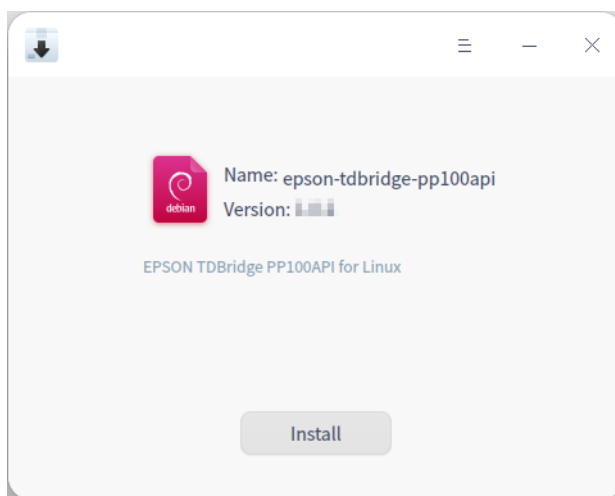 debian
Name: epson-tdbridge-pp100api
Version:
EPSON TDBridge PP100API for Linux
Install